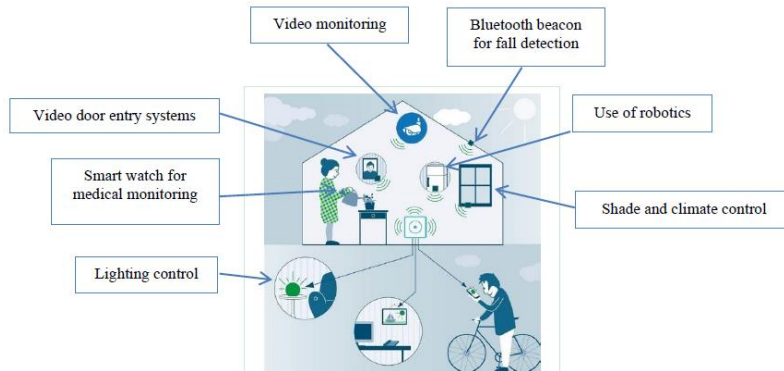 Video monitoring
Bluetooth beacon
for fall detection
Video door entry systems
Use of robotics
Smart watch for
medical monitoring
Shade and climate control
Lighting control